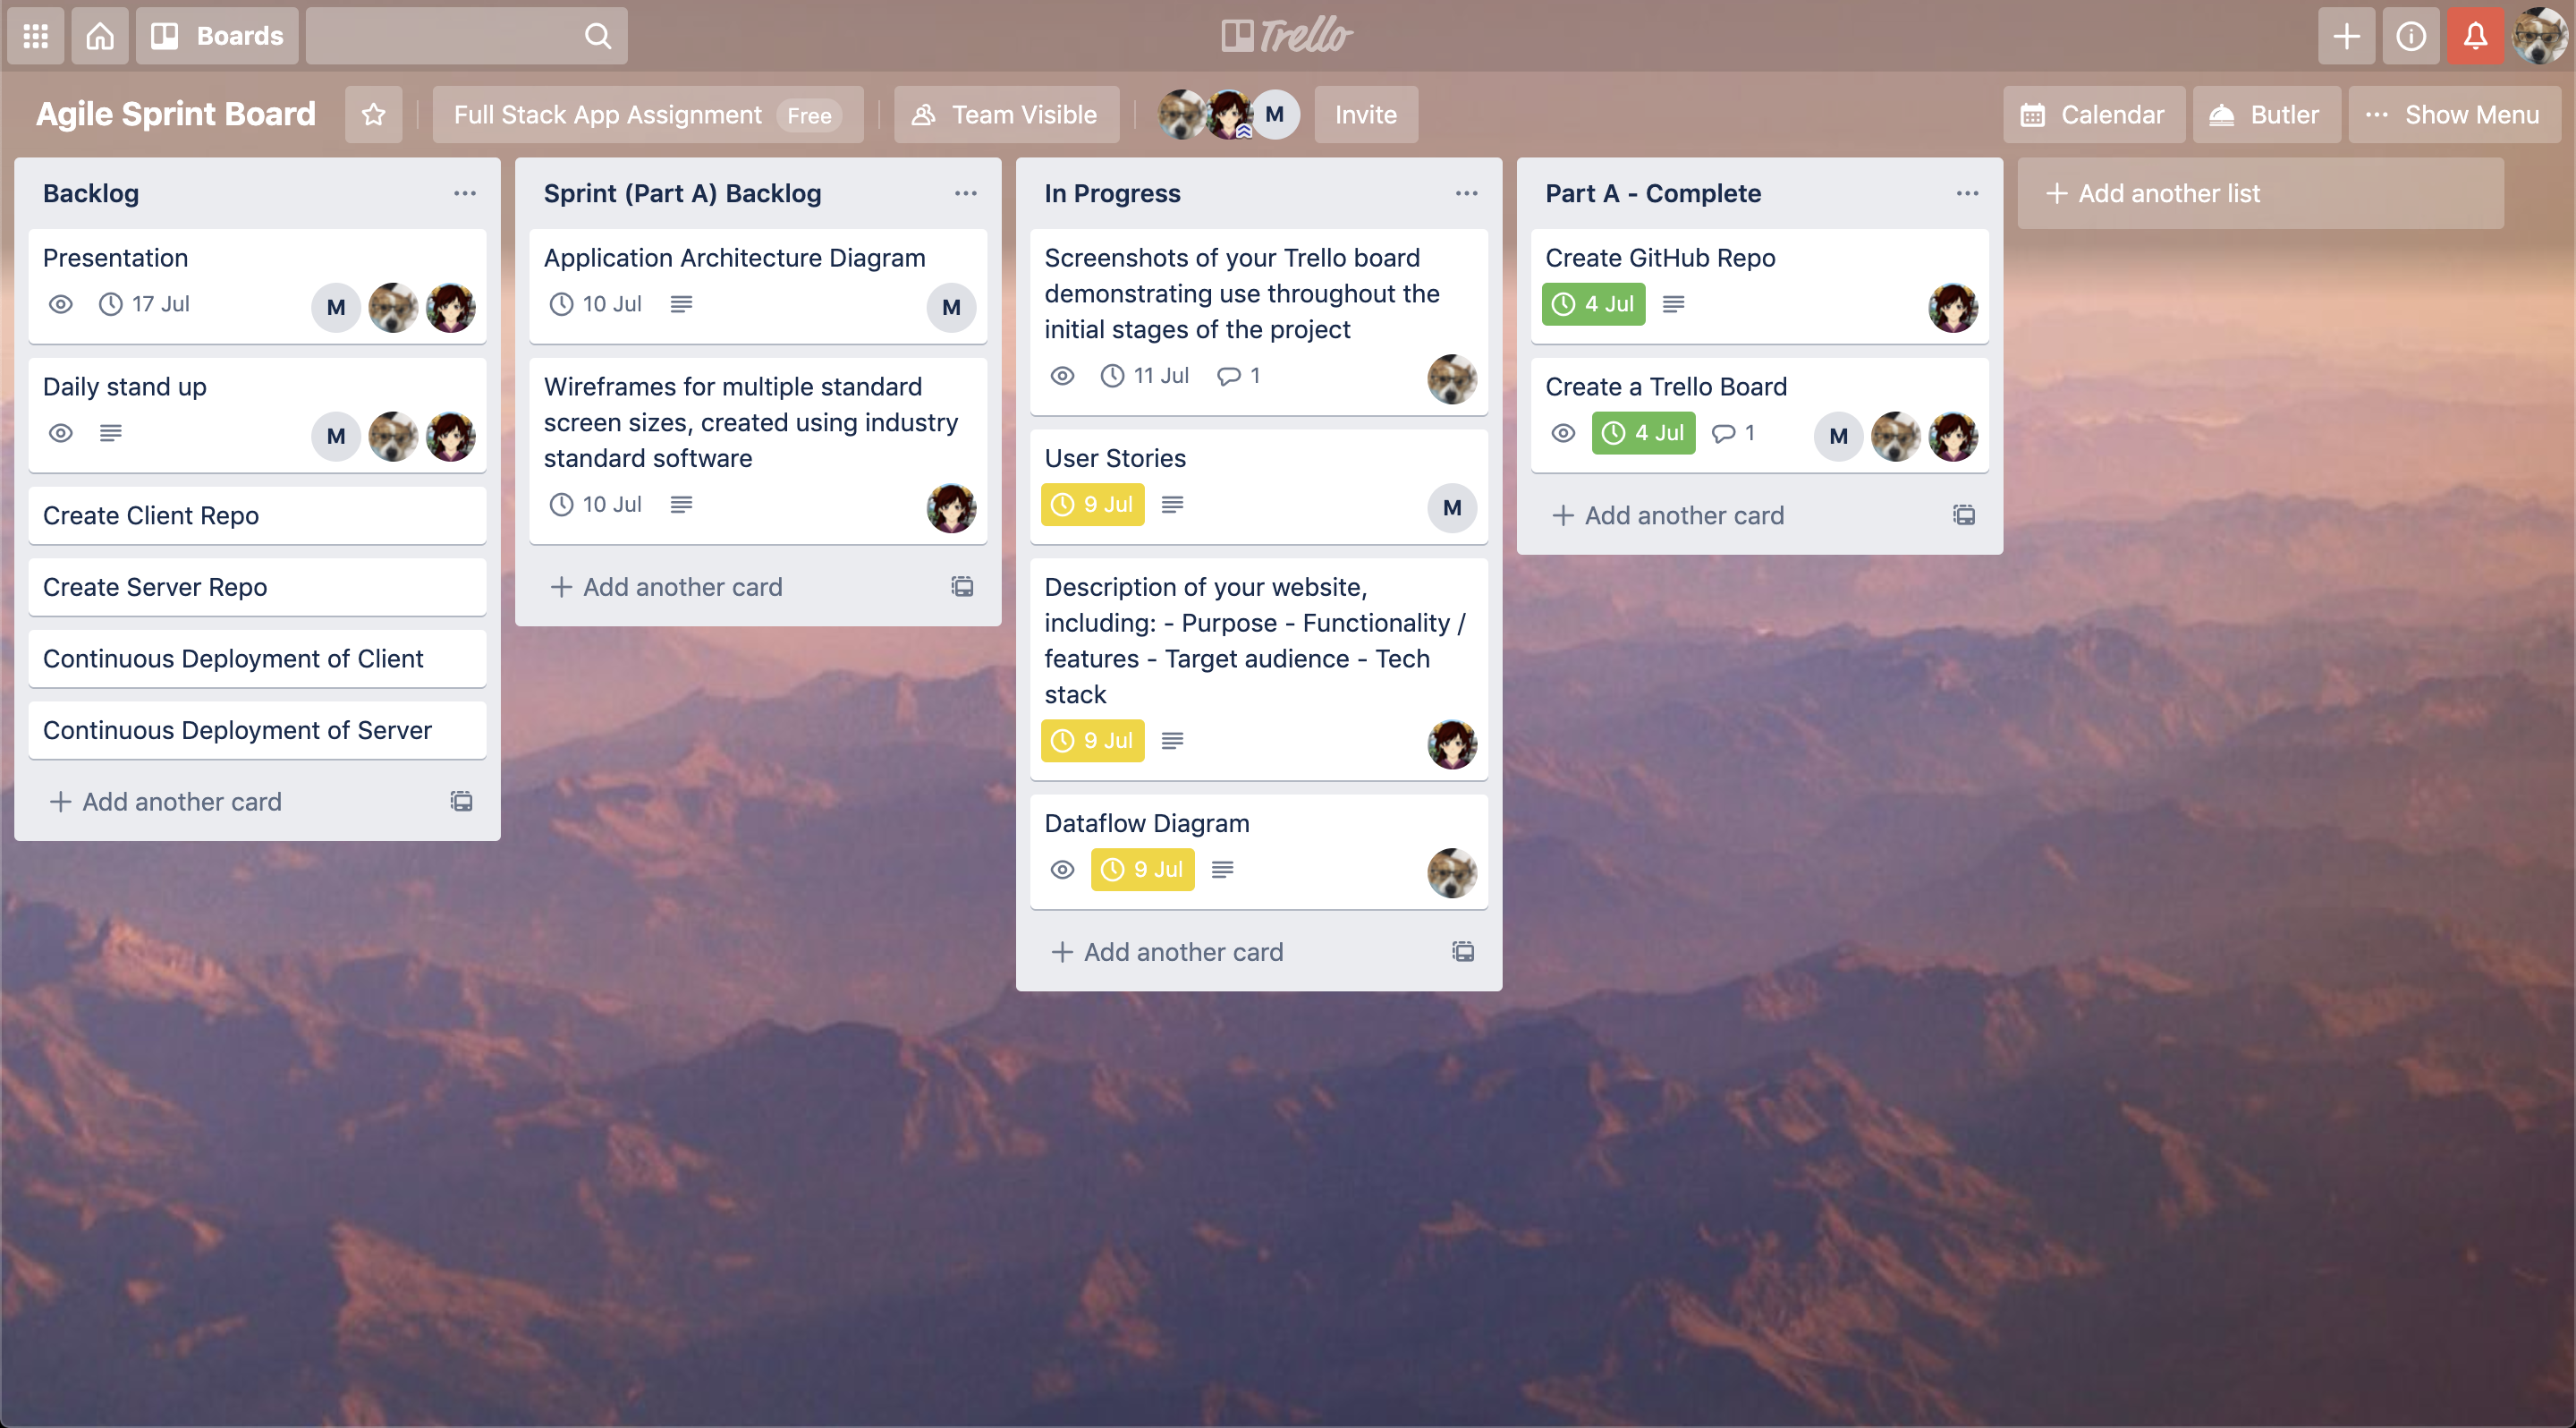 Boards
Trello
Agile Sprint Board
Full Stack App Assignment Free
Team Visible
M
Invite
Calendar
Butler
Show Menu
Backlog
Presentation
17 Jul
M
Daily stand up
M
Create Client Repo
Create Server Repo
Continuous Deployment of Client
Continuous Deployment of Server
Add another card
Sprint (Part A) Backlog
Application Architecture Diagram
10 Jul
M
Wireframes for multiple standard
screen sizes, created using industry
standard software
10 Jul
Add another card
In Progress
Screenshots of your Trello board
demonstrating use throughout the
initial stages of the project
11 Jul 1
User Stories
9 Jul
M
Description of your website,
including: - Purpose - Functionality /
features - Target audience - Tech
stack
9 Jul
Dataflow Diagram
9 Jul
Add another card
Part A - Complete
Create GitHub Repo
4 Jul
Create a Trello Board
4 Jul 1
M
Add another card
Add another list